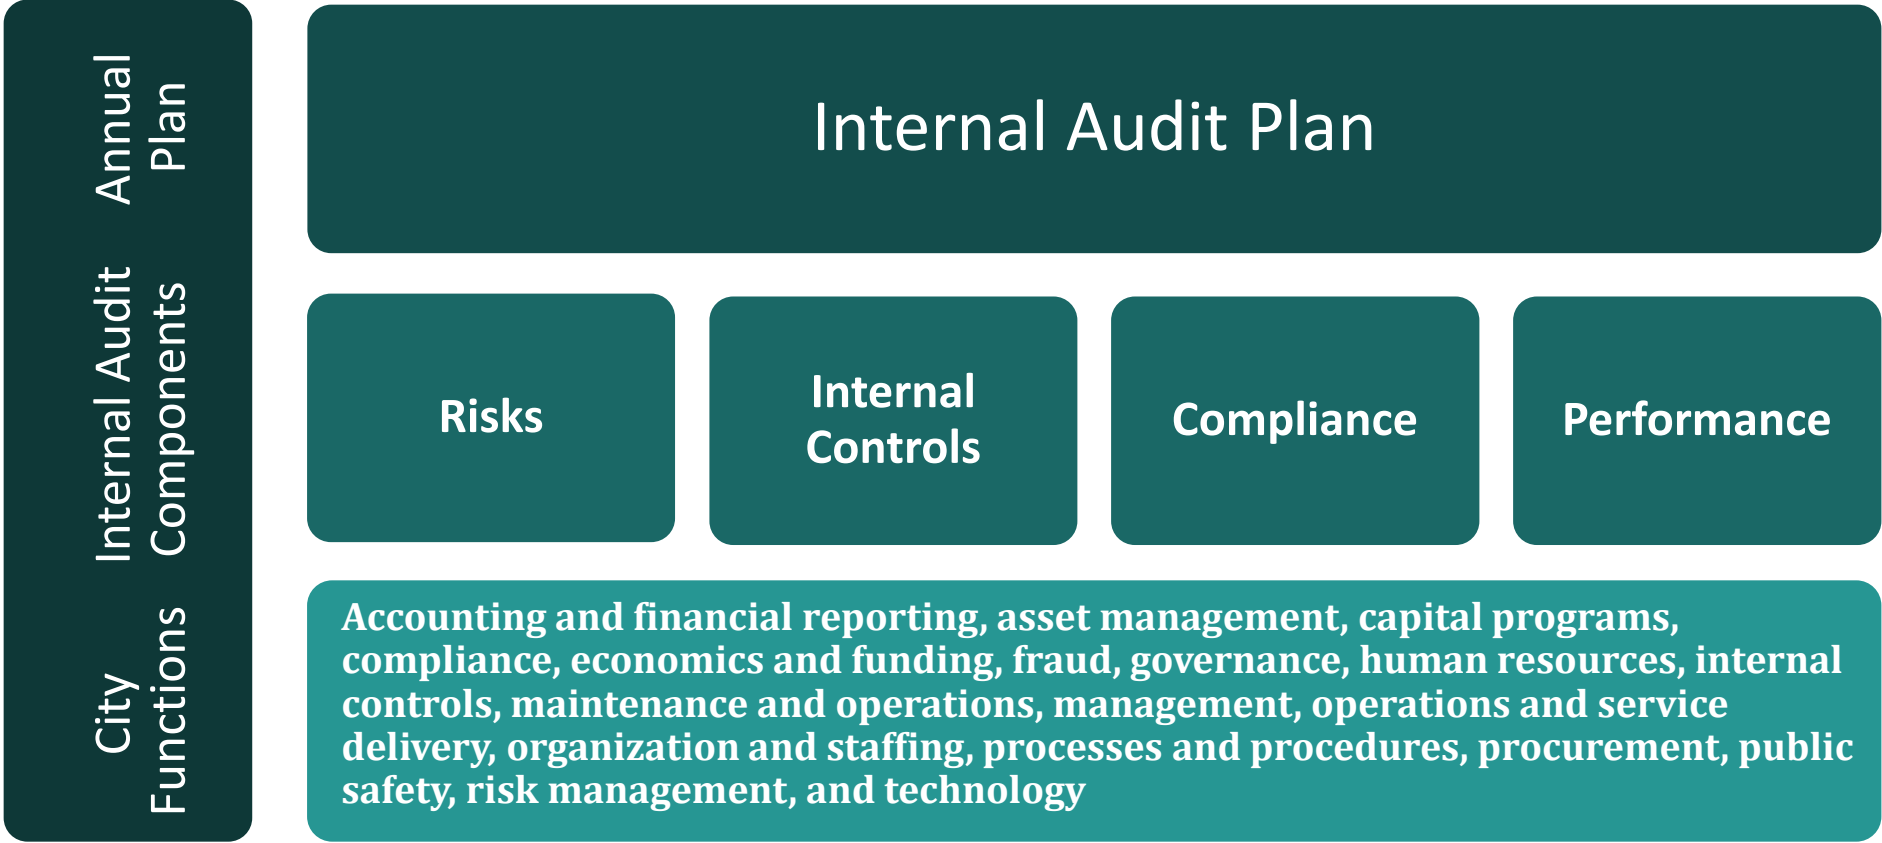 Annual
Plan
Internal Audit Plan
Internal Audit
Components
Risks
Internal
Controls
Compliance
Performance
City
Functions
Accounting and financial reporting, asset management, capital programs,
compliance, economics and funding, fraud, governance, human resources, internal
controls, maintenance and operations, management, operations and service
delivery, organization and staffing, processes and procedures, procurement, public
safety, risk management, and technology